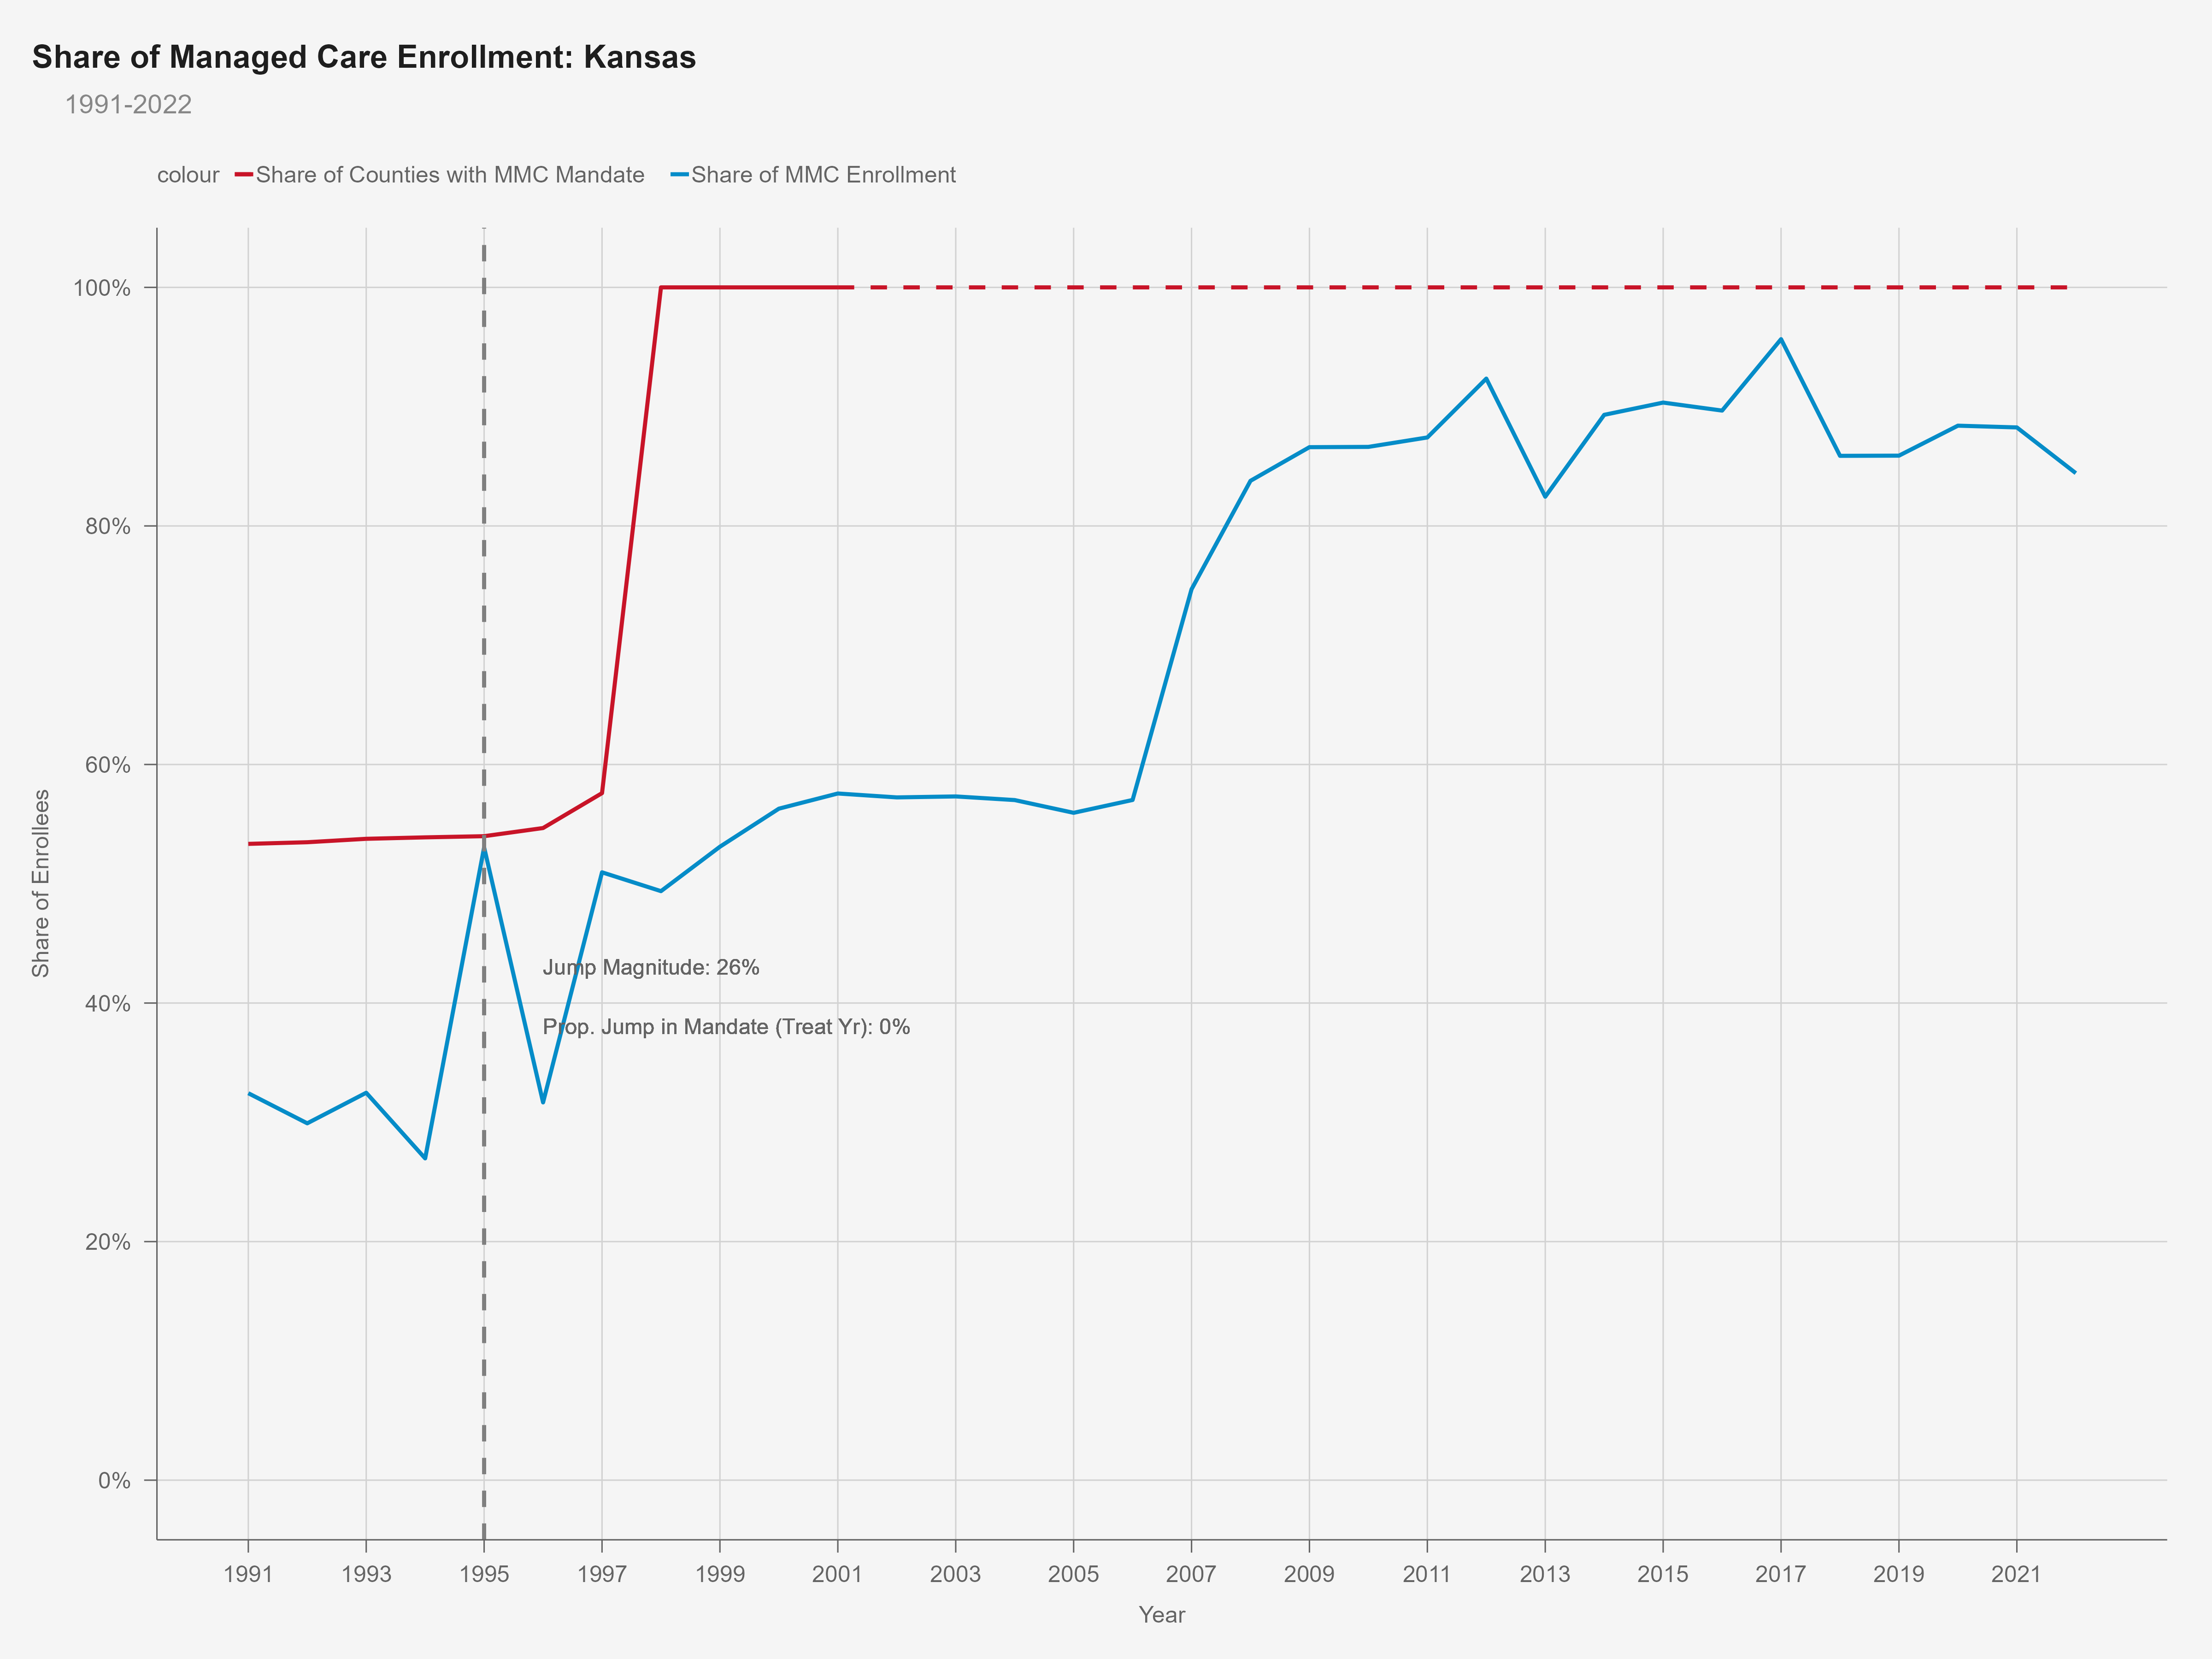 Share of Managed Care Enrollment: Kansas
1991-2022
colour Share of Counties with MMC Mandate Share of MMC Enrollment
100%
80%
60%
40%
20%
0%
Share of Enrollees
Jump Magnitude: 26%
Prop. Jump in Mandate (Treat Yr): 0%
1991 1993 1995 1997 1999 2001 2003 2005 2007 2009 2011 2013 2015 2017 2019 2021
Year